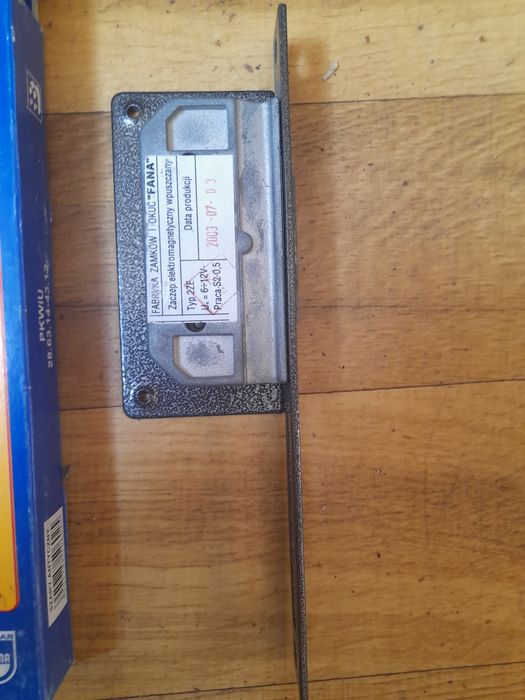 FABRYKA ZAMKÓW I OKUĆ "FANA"
Zaczep elektromagnetyczny wpuszczany
Typ 2ZE
Data produkcji
= 6÷12V-
Praca-S2-0,5
2003 -07- 03
PKWiU
28.63.14-43.12